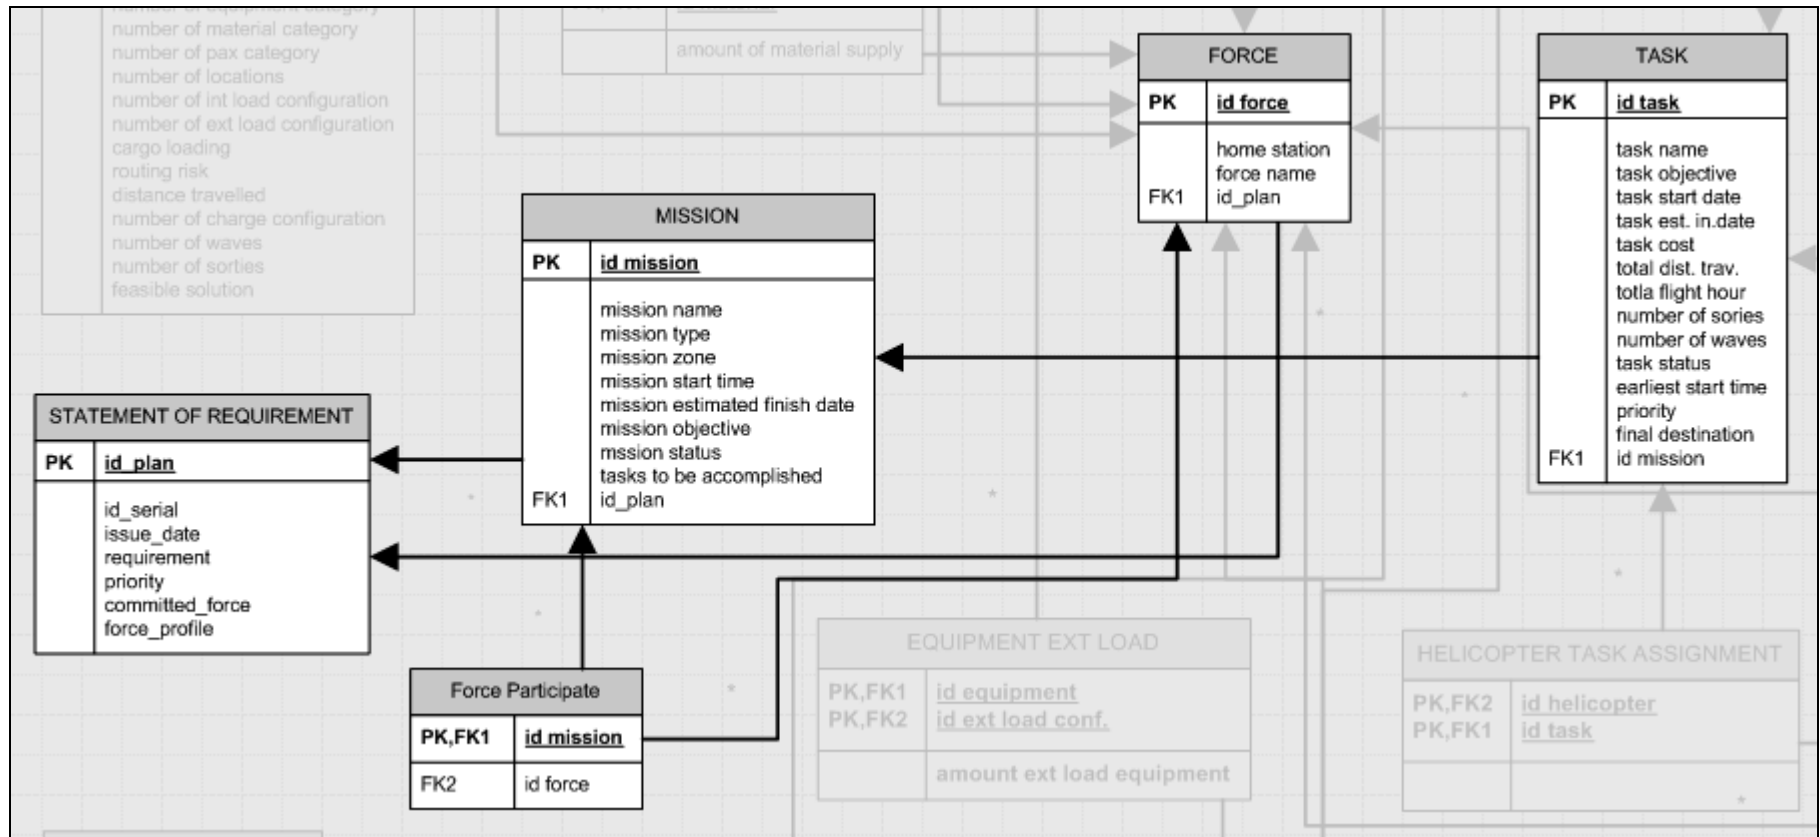 number of equipment category
number of material category
number of pax category
number of locations
number of int load configuration
number of ext load configuration
cargo loading
routing risk
distance travelled
number of charge configuration
number of waves
number of sorties
feasible solution
amount of material supply
FORCE
PK id force
home station
force name
FK1 id_plan
TASK
PK id task
task name
task objective
task start date
task est. in.date
task cost
total dist. trav.
totla flight hour
number of sories
number of waves
task status
earliest start time
priority
final destination
FK1 id mission
MISSION
PK id mission
mission name
mission type
mission zone
mission start time
mission estimated finish date
mission objective
mssion status
tasks to be accomplished
FK1 id_plan
STATEMENT OF REQUIREMENT
PK id_plan
id_serial
issue_date
requirement
priority
committed_force
force_profile
Force Participate
PK,FK1 id mission
FK2 id force
EQUIPMENT EXT LOAD
PK,FK1 id equipment
PK,FK2 id ext load conf.
amount ext load equipment
HELICOPTER TASK ASSIGNMENT
PK,FK2 id helicopter
PK,FK1 id task